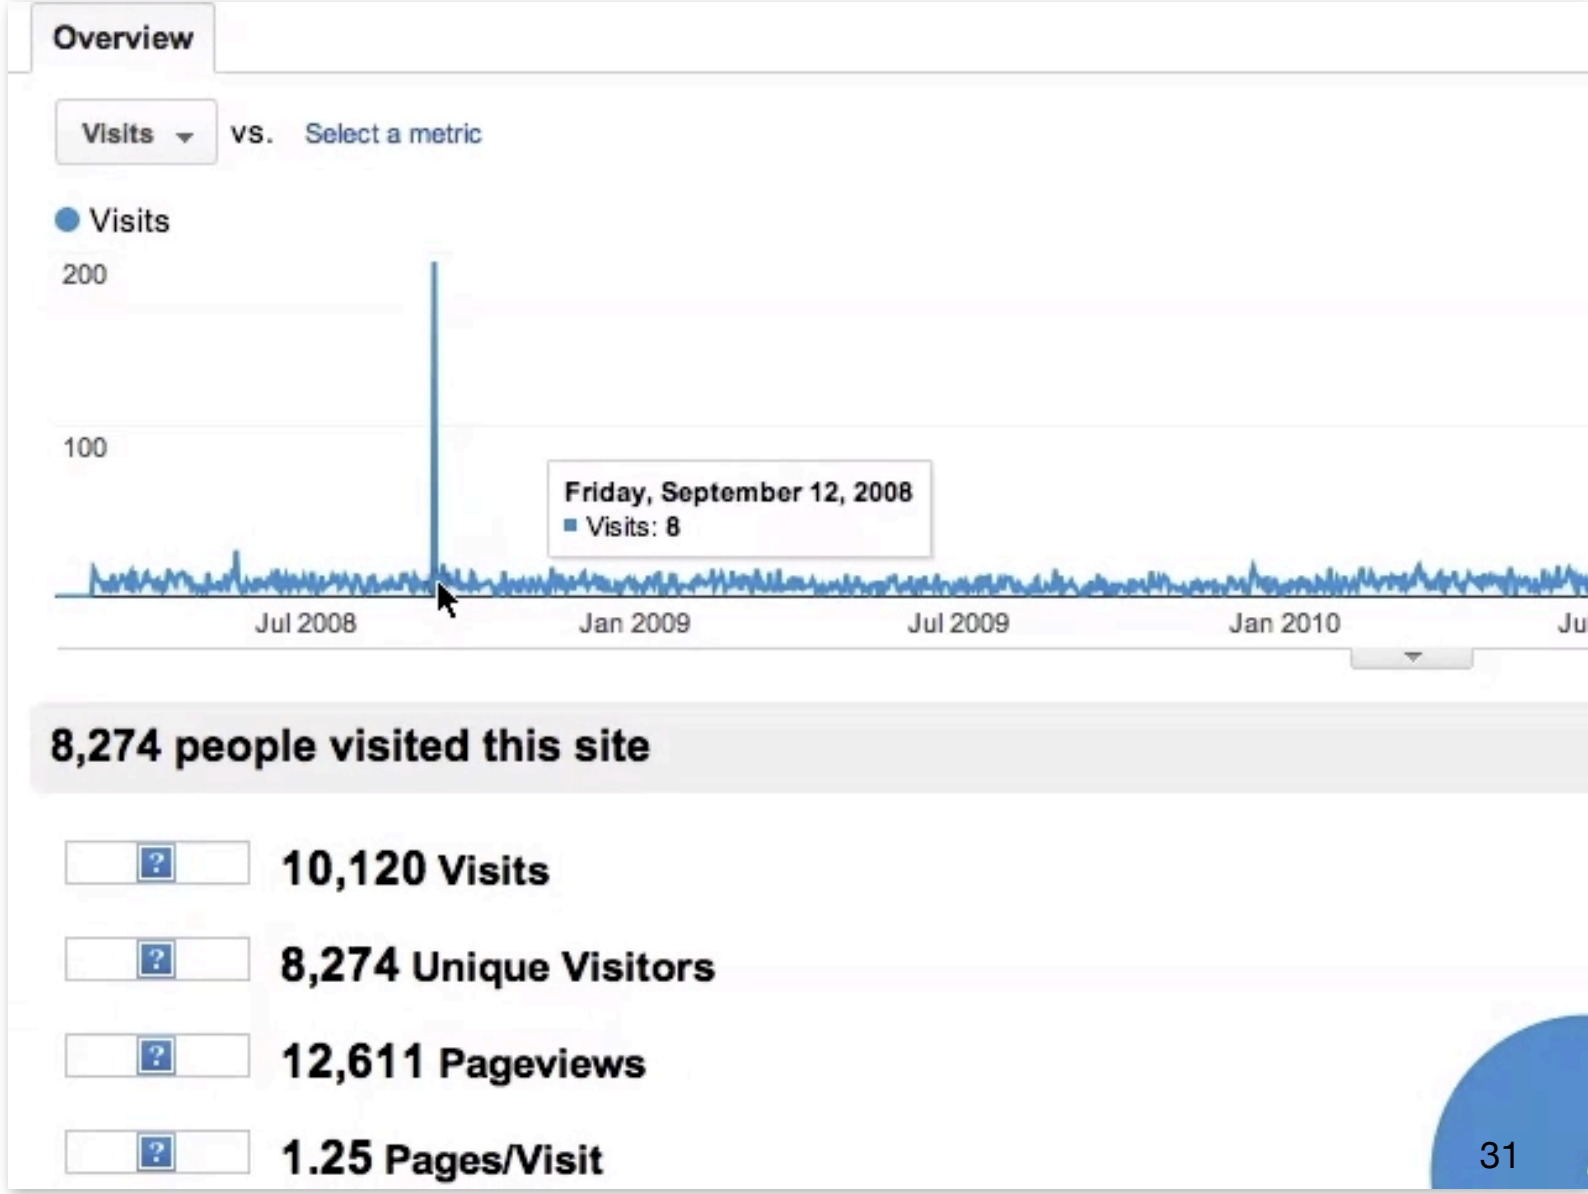 Overview
Visits vs. Select a metric
Visits
200
100
Friday, September 12, 2008
Visits: 8
Jul 2008 Jan 2009 Jul 2009 Jan 2010 Ju
8,274 people visited this site
? 10,120 Visits
? 8,274 Unique Visitors
? 12,611 Pageviews
? 1.25 Pages/Visit
31